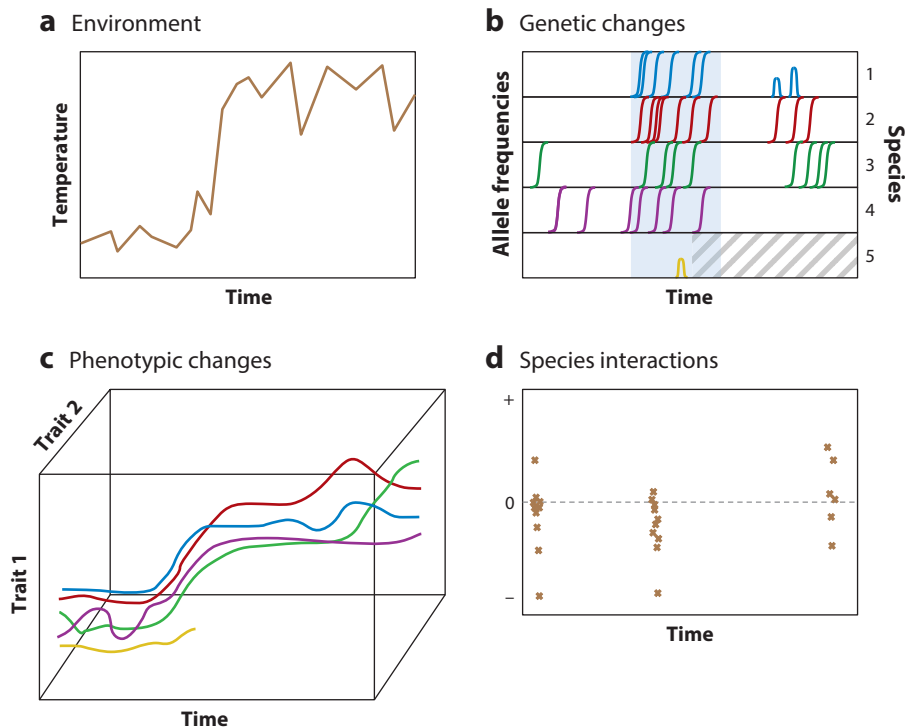 a Environment
Temperature
Time
b Genetic changes
Allele frequencies
1
2
3
4
5
Species
Time
c Phenotypic changes
Trait 2
Trait 1
Time
d Species interactions
+
0
–
Time